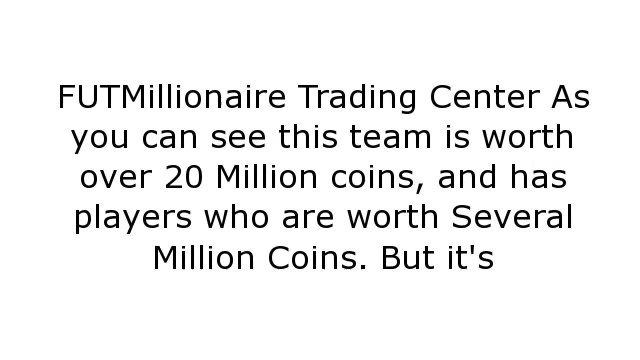 FUTMillionaire Trading Center As
you can see this team is worth
over 20 Million coins, and has
players who are worth Several
Million Coins. But it's